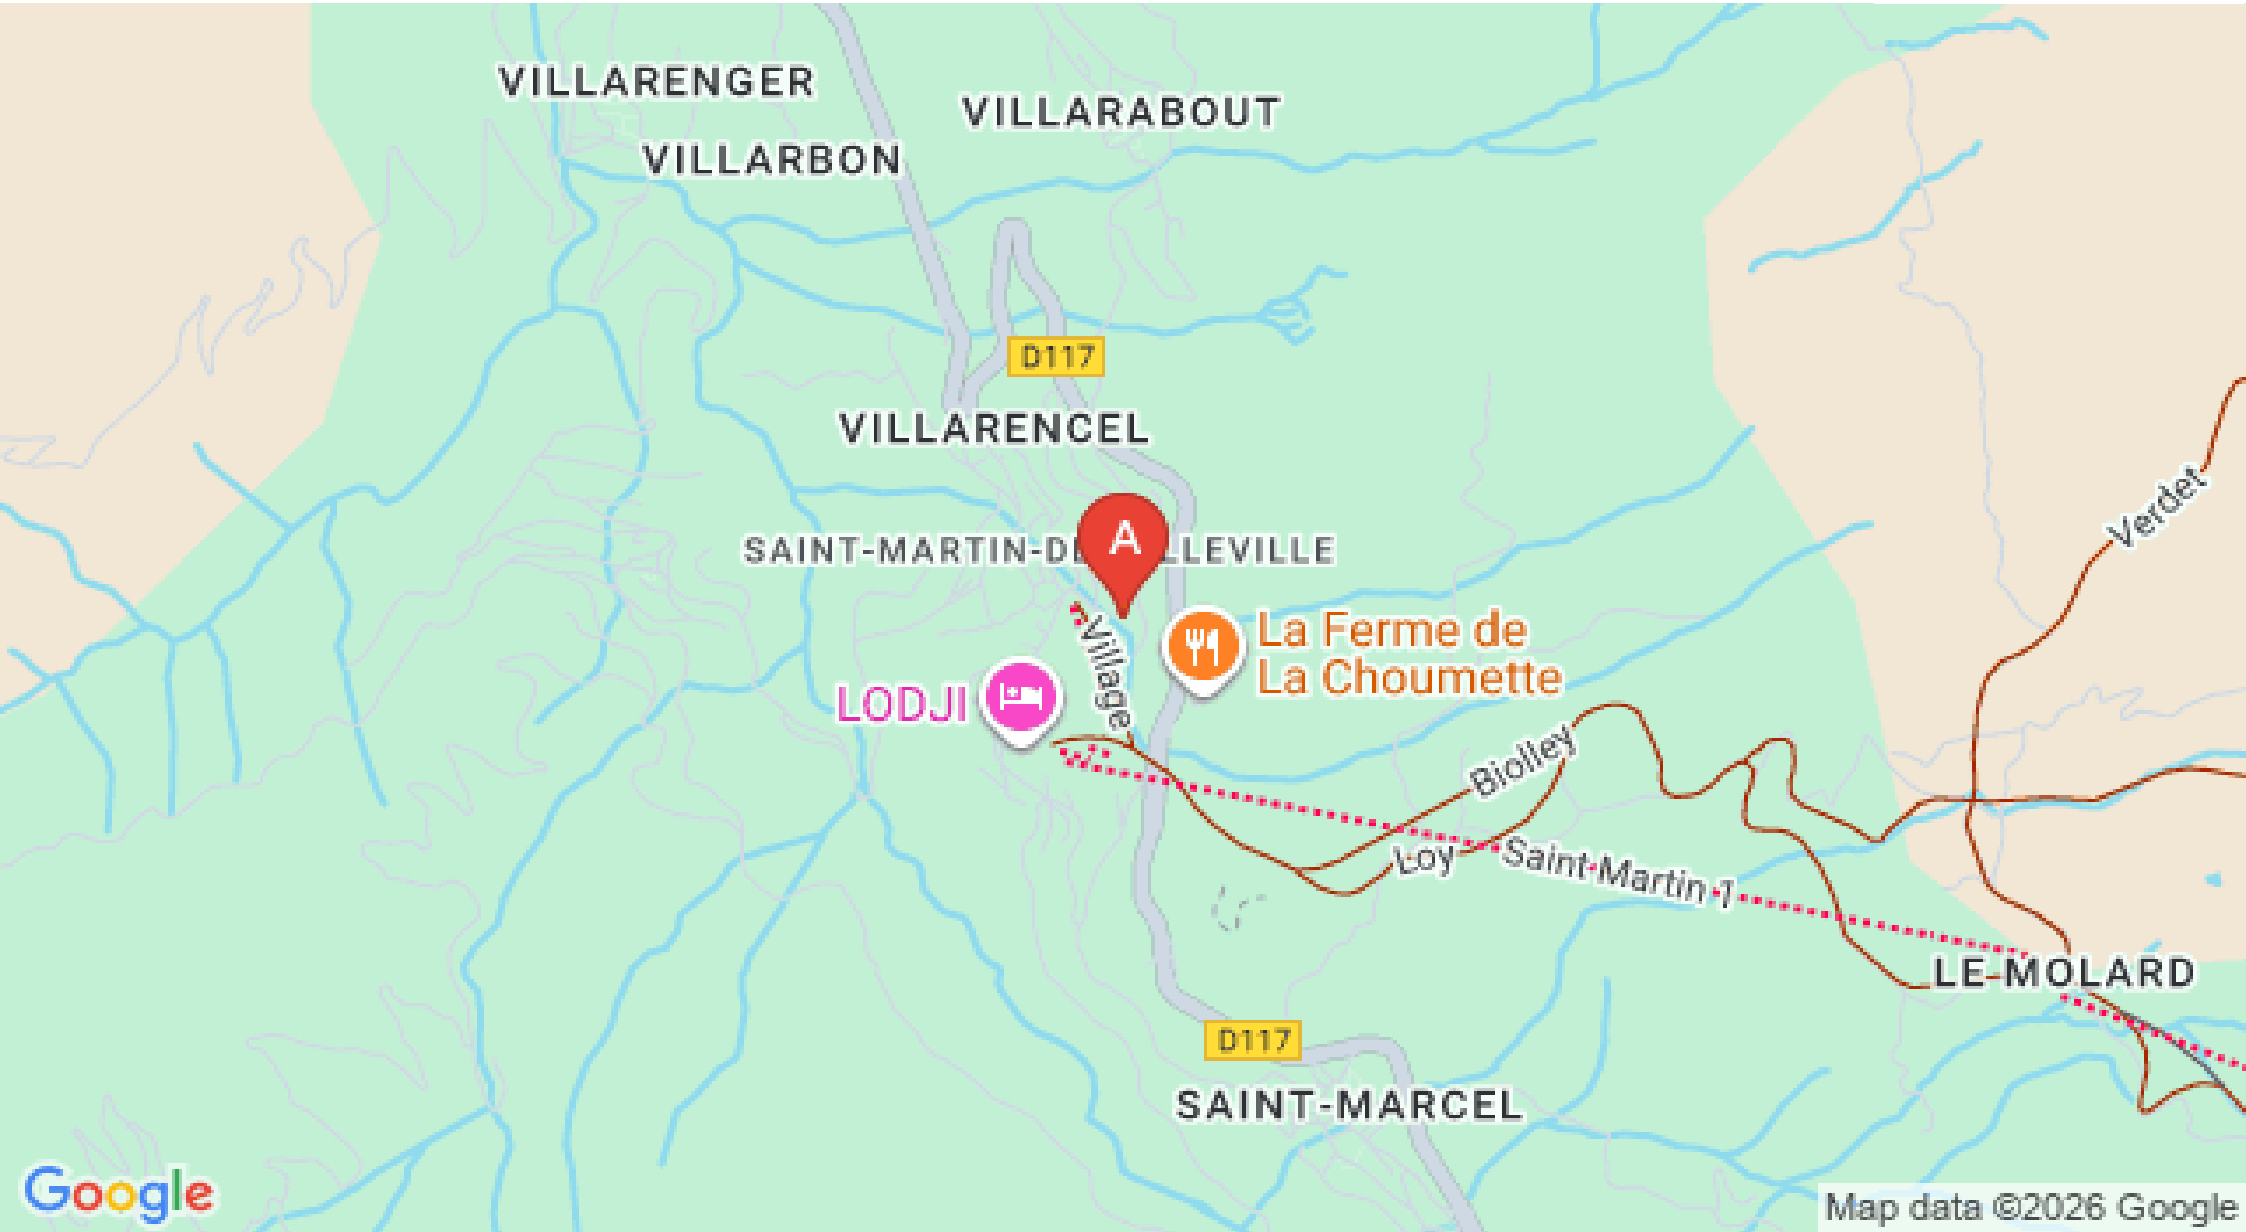 VILLARENGER
VILLARABOUT
VILLARBON
D117
VILLARENCEL
Verdet
A
SAINT-MARTIN-DE LLEVILLE
La Ferme de
La Choumette
Village
LODJI
Biolley
Loy
Saint-Martin 1
LE MOLARD
D117
SAINT-MARCEL
Google
Map data ©2026 Google